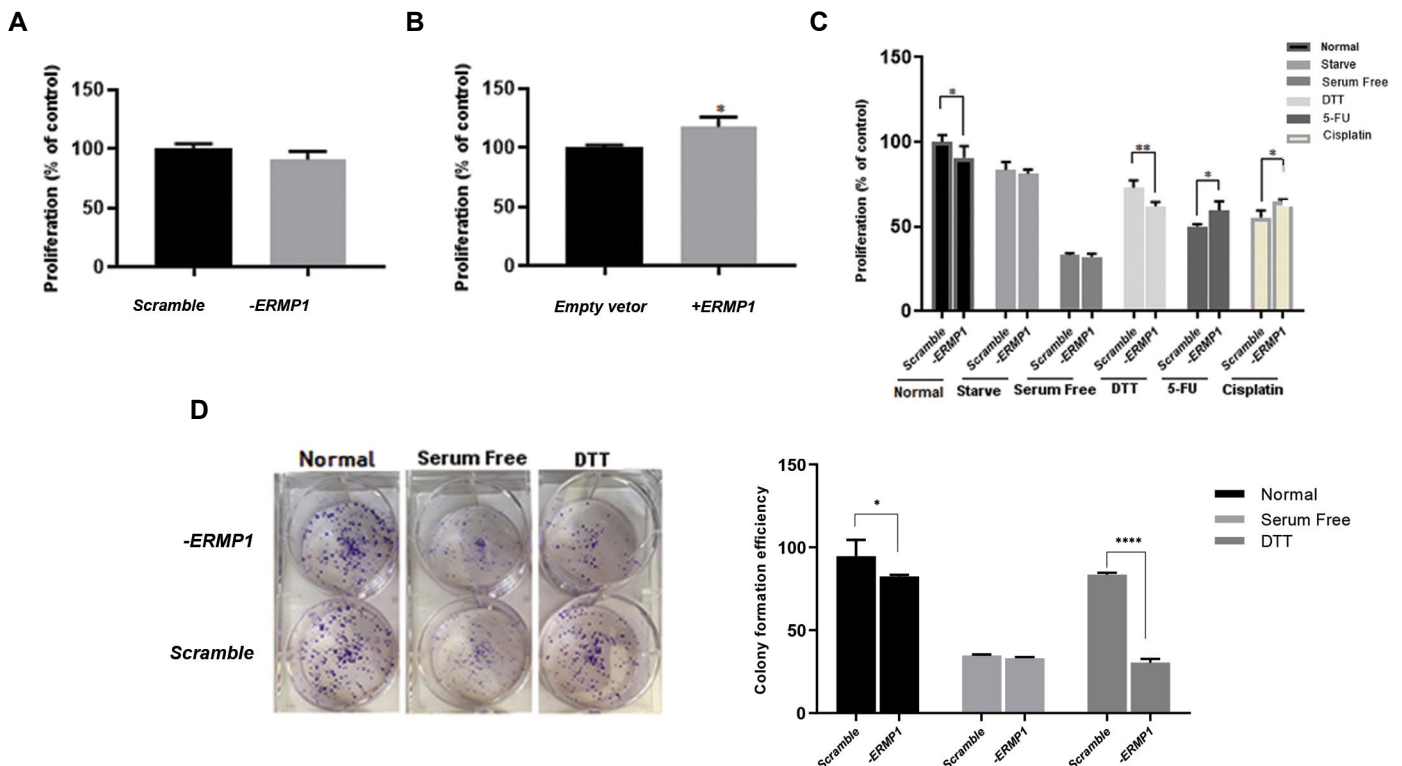 A
B
C
Proliferation (% of control)
150
100
50
0
Scramble
-ERMP1
Proliferation (% of control)
150
100
50
0
*
Empty vetor
+ERMP1
Proliferation (% of control)
150
100
50
0
*
**
*
*
Normal
Starve
Serum Free
DTT
5-FU
Cisplatin
Scramble -ERMP1 Scramble -ERMP1 Scramble -ERMP1 Scramble -ERMP1 Scramble -ERMP1 Scramble -ERMP1
Normal Starve Serum Free DTT 5-FU Cisplatin
D
Normal Serum Free DTT
-ERMP1
Scramble
Colony formation efficiency
150
100
50
0
*
****
Normal
Serum Free
DTT
Scramble -ERMP1 Scramble -ERMP1 Scramble -ERMP1